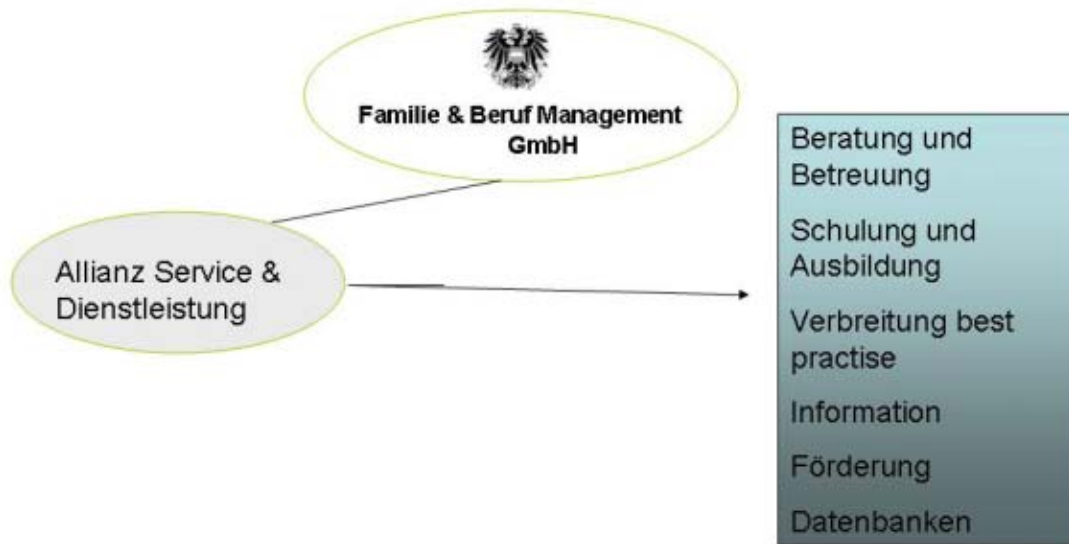 Familie & Beruf Management
GmbH
Allianz Service &
Dienstleistung
Beratung und
Betreuung
Schulung und
Ausbildung
Verbreitung best
practise
Information
Förderung
Datenbanken